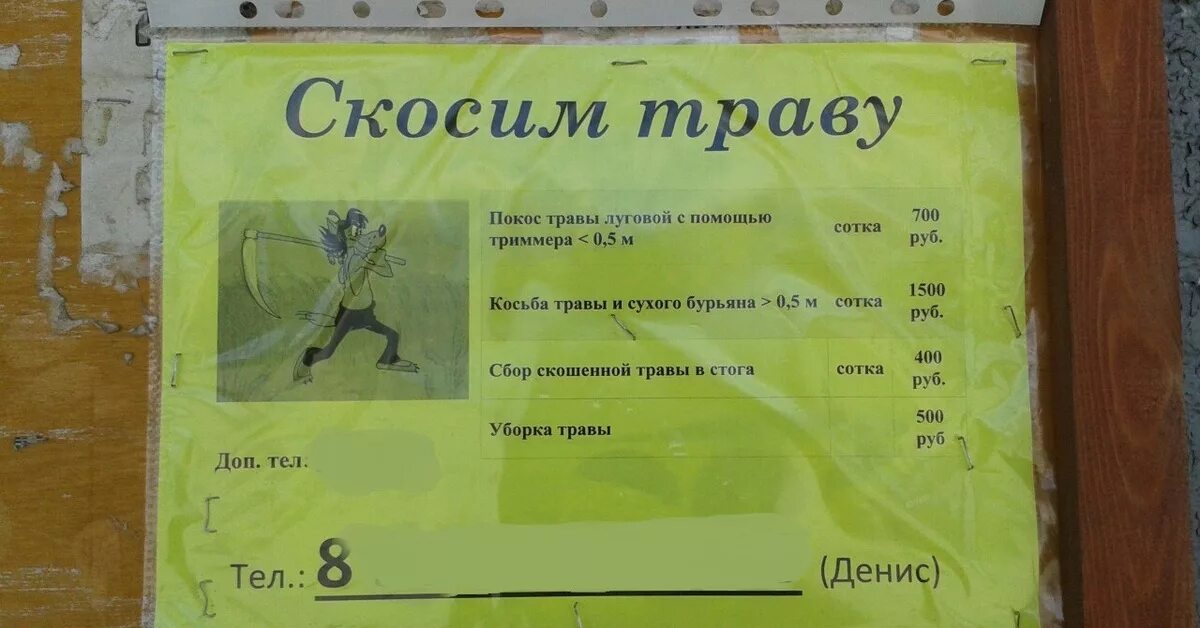 Скосим траву
Покос травы луговой с помощью
триммера < 0,5 м
сотка
700
руб.
Косьба травы и сухого бурьяна > 0,5 м
сотка
1500
руб.
Сбор скошенной травы в стога
сотка
400
руб.
Уборка травы
500
руб
Доп. тел.
Тел.: 8 (Денис)